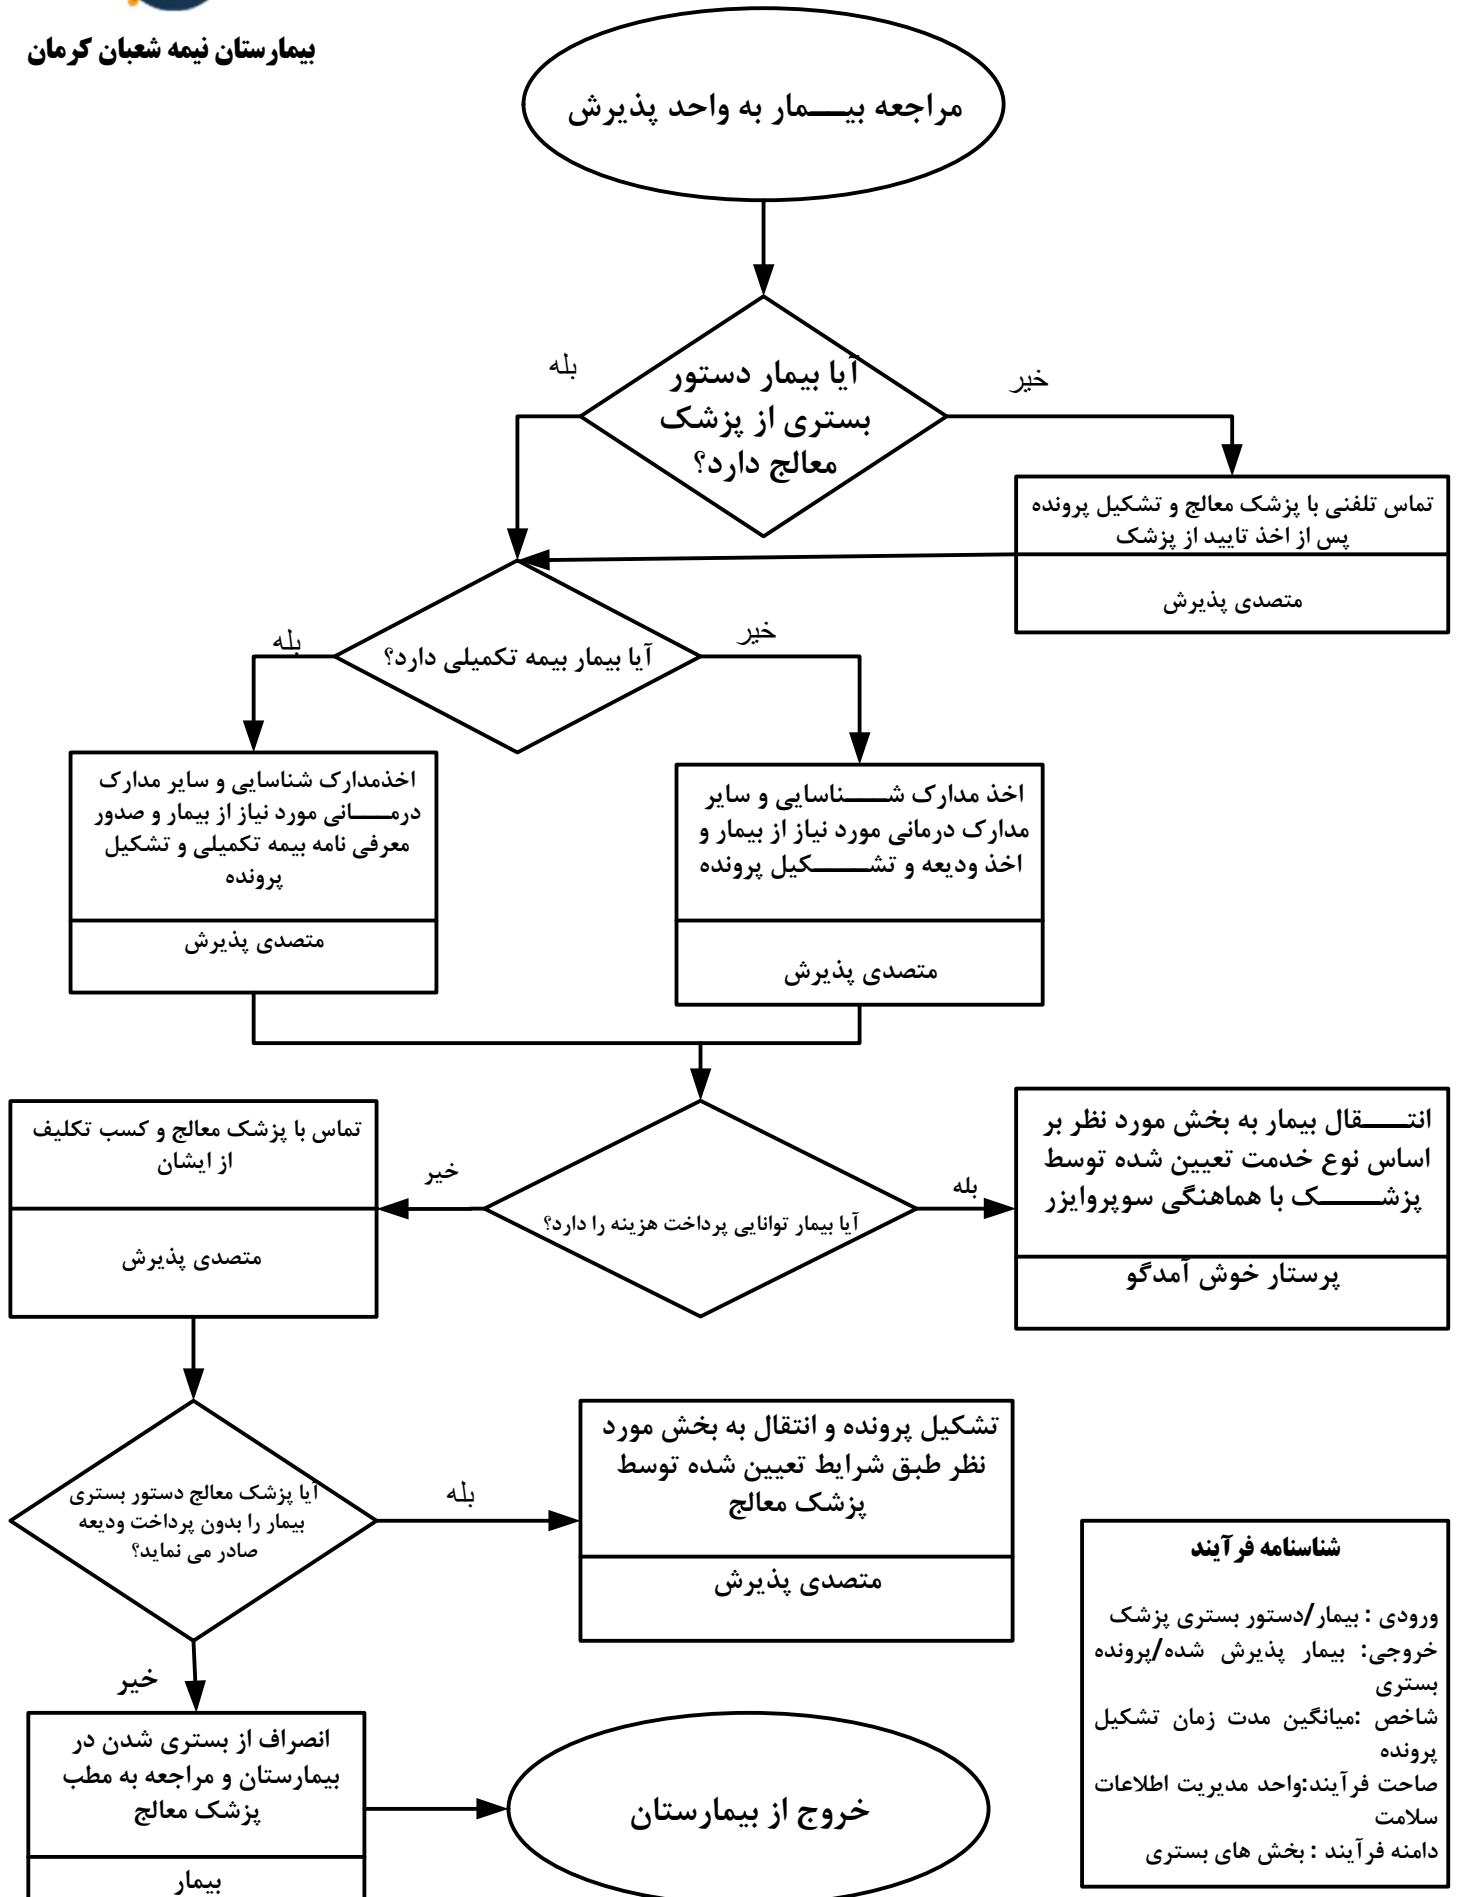 بیمارستان نیمه شعبان کرمان
مراجعه بیـــمار به واحد پذیرش
آیا بیمار دستور
بستری از پزشک
معالج دارد؟
بله
خیر
تماس تلفنی با پزشک معالج و تشکیل پرونده
پس از اخذ تایید از پزشک
متصدی پذیرش
آیا بیمار بیمه تکمیلی دارد؟
خیر
بله
اخذ مدارک شـــناسایی و سایر
مدارک درمانی مورد نیاز از بیمار و
اخذ ودیعه و تشـــــکیل پرونده
متصدی پذیرش
اخذمدارک شناسایی و سایر مدارک
درمـــانی مورد نیاز از بیمار و صدور
معرفی نامه بیمه تکمیلی و تشکیل
پرونده
متصدی پذیرش
آیا بیمار توانایی پرداخت هزینه را دارد؟
بله
خیر
انتـــــقال بیمار به بخش مورد نظر بر
اساس نوع خدمت تعیین شده توسط
پزشـــــک با هماهنگی سوپروایزر
پرستار خوش آمدگو
تماس با پزشک معالج و کسب تکلیف
از ایشان
متصدی پذیرش
آیا پزشک معالج دستور بستری
بیمار را بدون پرداخت ودیعه
صادر می نماید؟
بله
خیر
تشکیل پرونده و انتقال به بخش مورد
نظر طبق شرایط تعیین شده توسط
پزشک معالج
متصدی پذیرش
انصراف از بستری شدن در
بیمارستان و مراجعه به مطب
پزشک معالج
بیمار
خروج از بیمارستان
شناسنامه فرآیند
ورودی : بیمار/دستور بستری پزشک
خروجی: بیمار پذیرش شده/پرونده
بستری
شاخص :میانگین مدت زمان تشکیل
پرونده
صاحت فرآیند:واحد مدیریت اطلاعات
سلامت
دامنه فرآیند : بخش های بستری